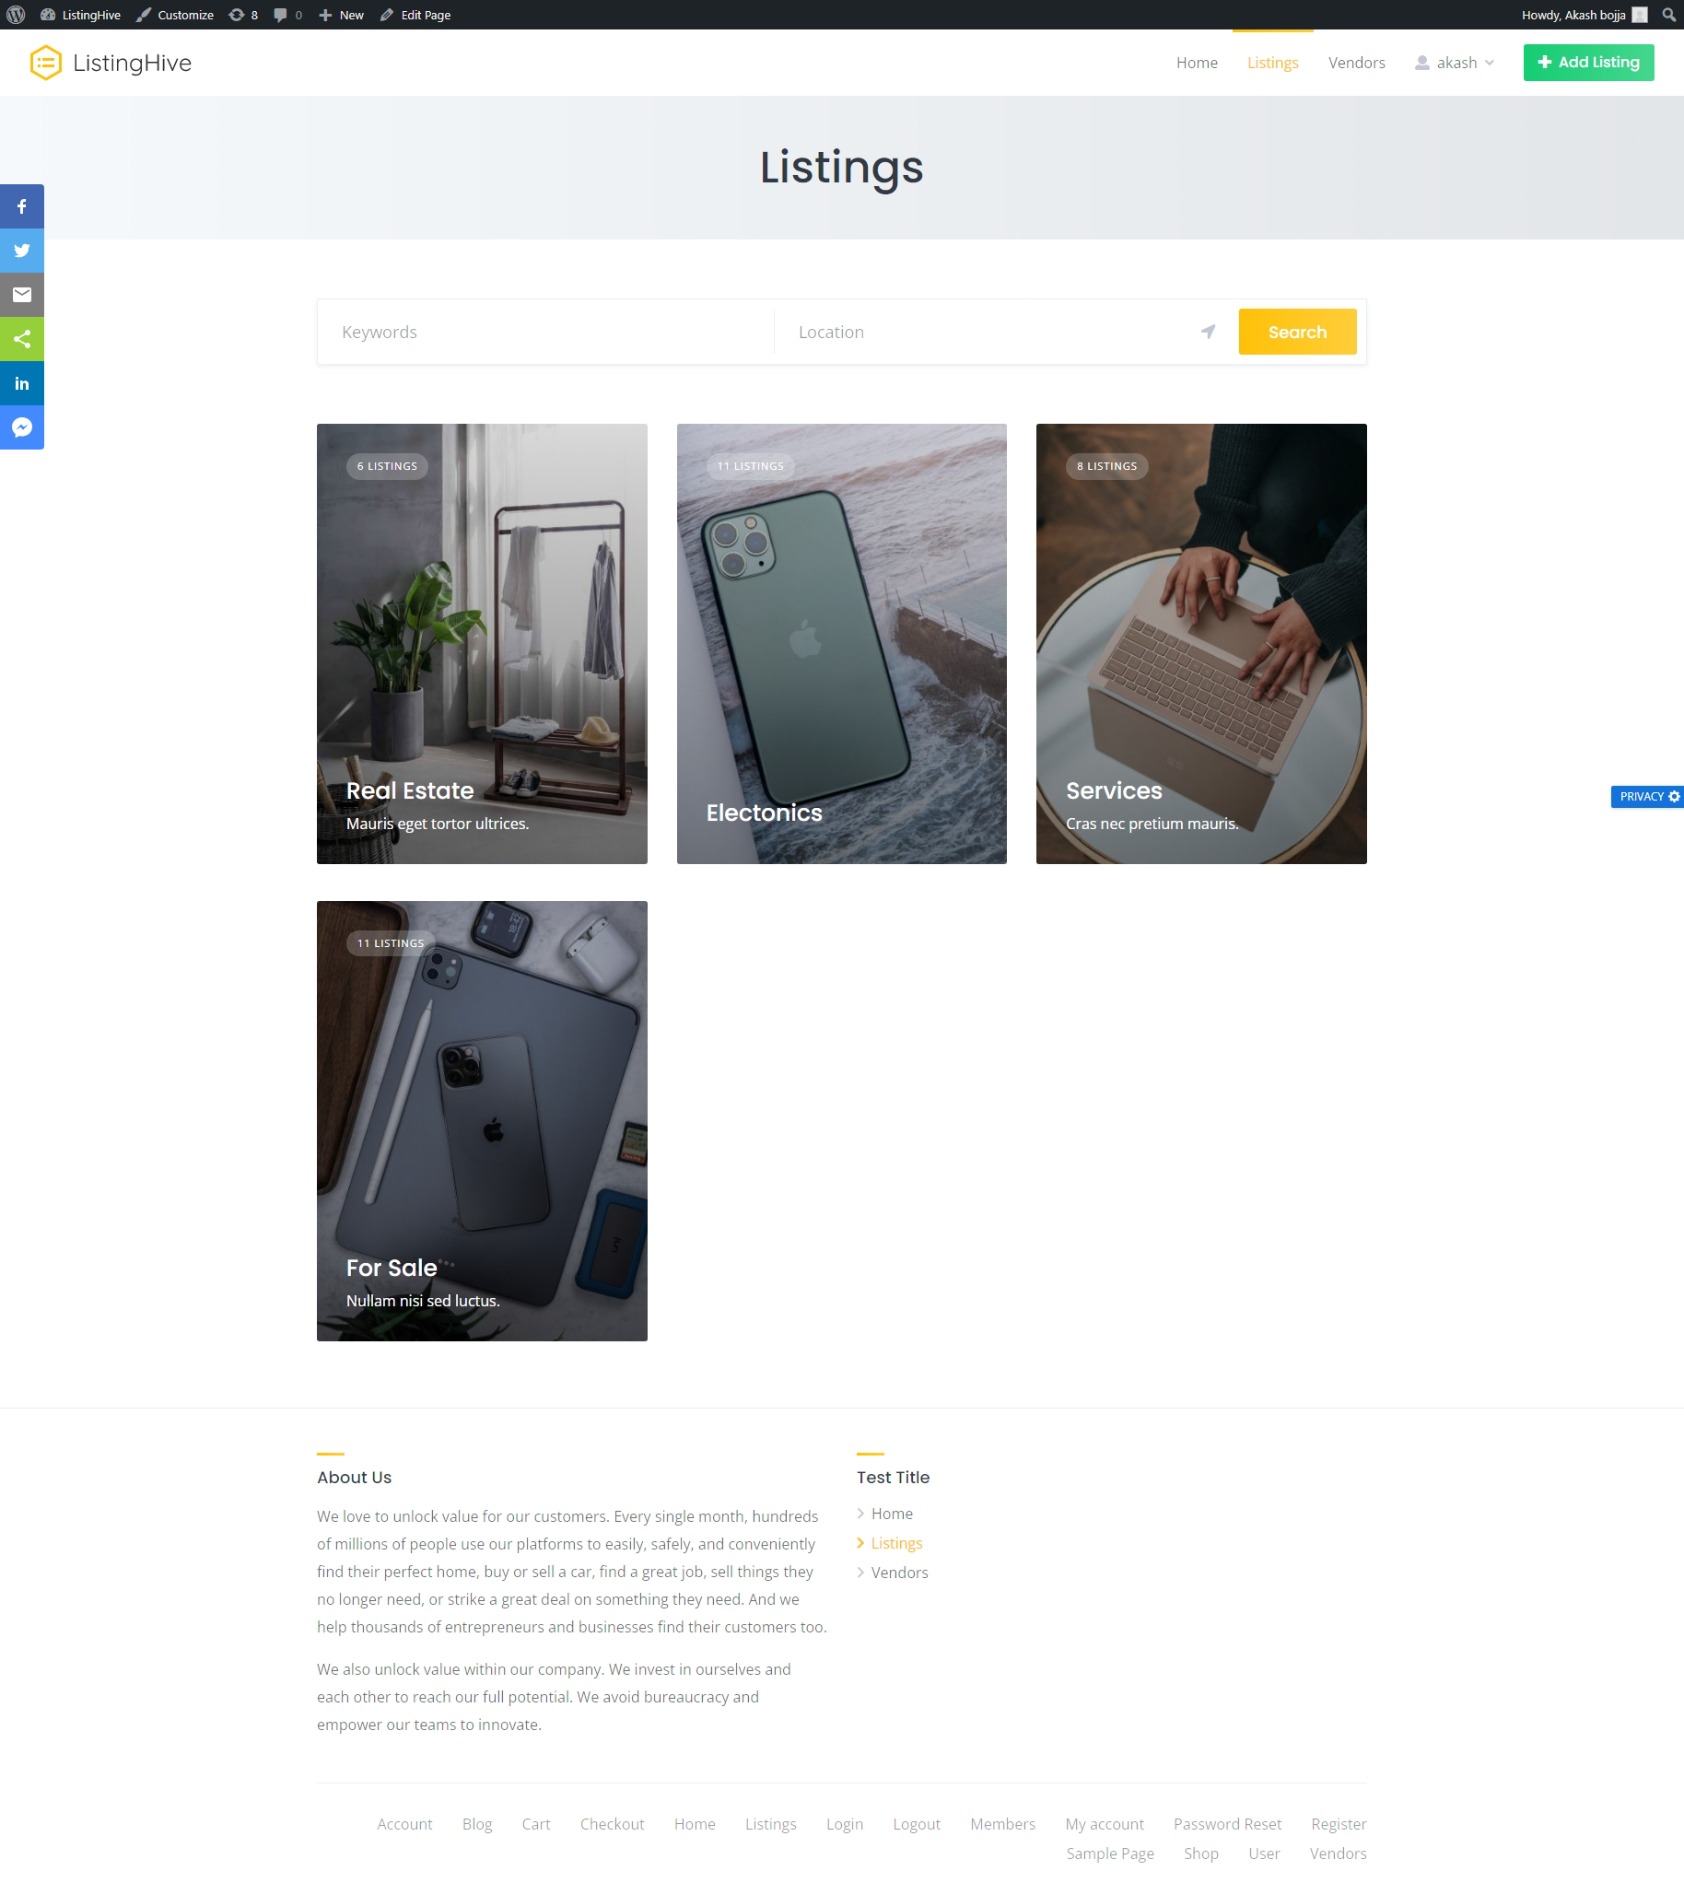 ListingHive Customize 8 0 New Edit Page Howdy, Akash bojja
ListingHive Home Listings Vendors akash Add Listing
Listings
Keywords Location Search
6 LISTINGS
Real Estate
Mauris eget tortor ultrices.
11 LISTINGS
Electonics
8 LISTINGS
Services
Cras nec pretium mauris.
PRIVACY
11 LISTINGS
For Sale
Nullam nisi sed luctus.
About Us
We love to unlock value for our customers. Every single month, hundreds
of millions of people use our platforms to easily, safely, and conveniently
find their perfect home, buy or sell a car, find a great job, sell things they
no longer need, or strike a great deal on something they need. And we
help thousands of entrepreneurs and businesses find their customers too.
We also unlock value within our company. We invest in ourselves and
each other to reach our full potential. We avoid bureaucracy and
empower our teams to innovate.
Test Title
Home
Listings
Vendors
Account Blog Cart Checkout Home Listings Login Logout Members My account Password Reset Register
Sample Page Shop User Vendors